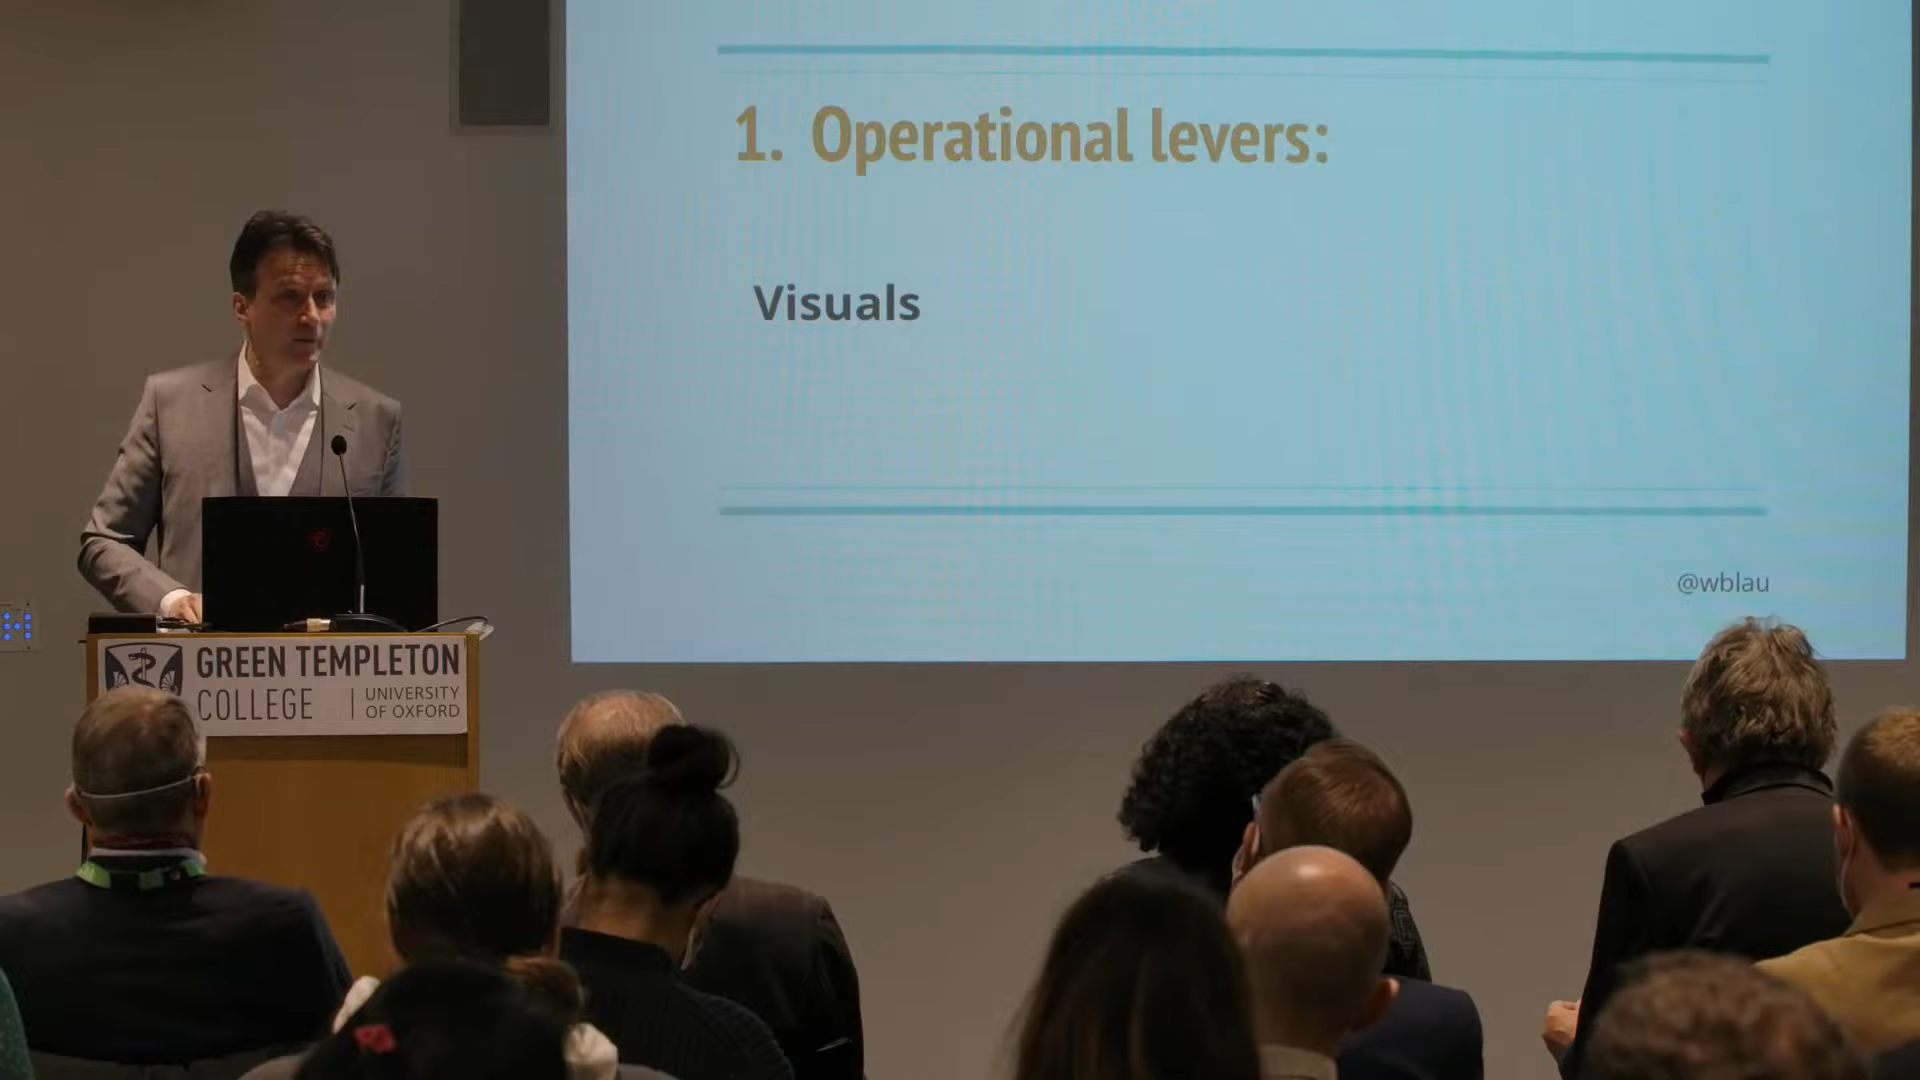 1. Operational levers:
Visuals
@wblau
GREEN TEMPLETON
COLLEGE
UNIVERSITY
OF OXFORD